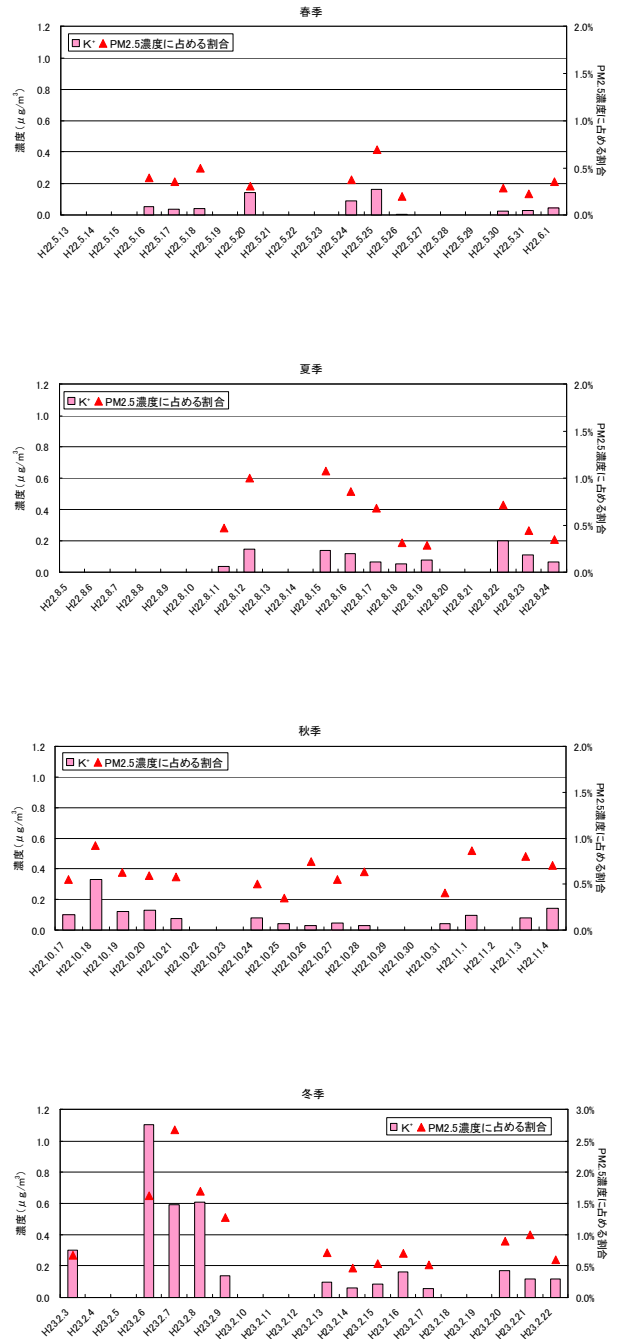 春季
K⁺ PM2.5濃度に占める割合
濃度(μg/m³)
1.2
1.0
0.8
0.6
0.4
0.2
0.0
2.0%
1.5%
1.0%
0.5%
0.0%
PM2.5濃度に占める割合
H22.5.13
H22.5.14
H22.5.15
H22.5.16
H22.5.17
H22.5.18
H22.5.19
H22.5.20
H22.5.21
H22.5.22
H22.5.23
H22.5.24
H22.5.25
H22.5.26
H22.5.27
H22.5.28
H22.5.29
H22.5.30
H22.5.31
H22.6.1
夏季
K⁺ PM2.5濃度に占める割合
濃度(μg/m³)
1.2
1.0
0.8
0.6
0.4
0.2
0.0
2.0%
1.5%
1.0%
0.5%
0.0%
PM2.5濃度に占める割合
H22.8.5
H22.8.6
H22.8.7
H22.8.8
H22.8.9
H22.8.10
H22.8.11
H22.8.12
H22.8.13
H22.8.14
H22.8.15
H22.8.16
H22.8.17
H22.8.18
H22.8.19
H22.8.20
H22.8.21
H22.8.22
H22.8.23
H22.8.24
秋季
K⁺ PM2.5濃度に占める割合
濃度(μg/m³)
1.2
1.0
0.8
0.6
0.4
0.2
0.0
2.0%
1.5%
1.0%
0.5%
0.0%
PM2.5濃度に占める割合
H22.10.17
H22.10.18
H22.10.19
H22.10.20
H22.10.21
H22.10.22
H22.10.23
H22.10.24
H22.10.25
H22.10.26
H22.10.27
H22.10.28
H22.10.29
H22.10.30
H22.10.31
H22.11.1
H22.11.2
H22.11.3
H22.11.4
冬季
K⁺ PM2.5濃度に占める割合
濃度(μg/m³)
1.2
1.0
0.8
0.6
0.4
0.2
0.0
3.0%
2.5%
2.0%
1.5%
1.0%
0.5%
0.0%
PM2.5濃度に占める割合
H23.2.3
H23.2.4
H23.2.5
H23.2.6
H23.2.7
H23.2.8
H23.2.9
H23.2.10
H23.2.11
H23.2.12
H23.2.13
H23.2.14
H23.2.15
H23.2.16
H23.2.17
H23.2.18
H23.2.19
H23.2.20
H23.2.21
H23.2.22